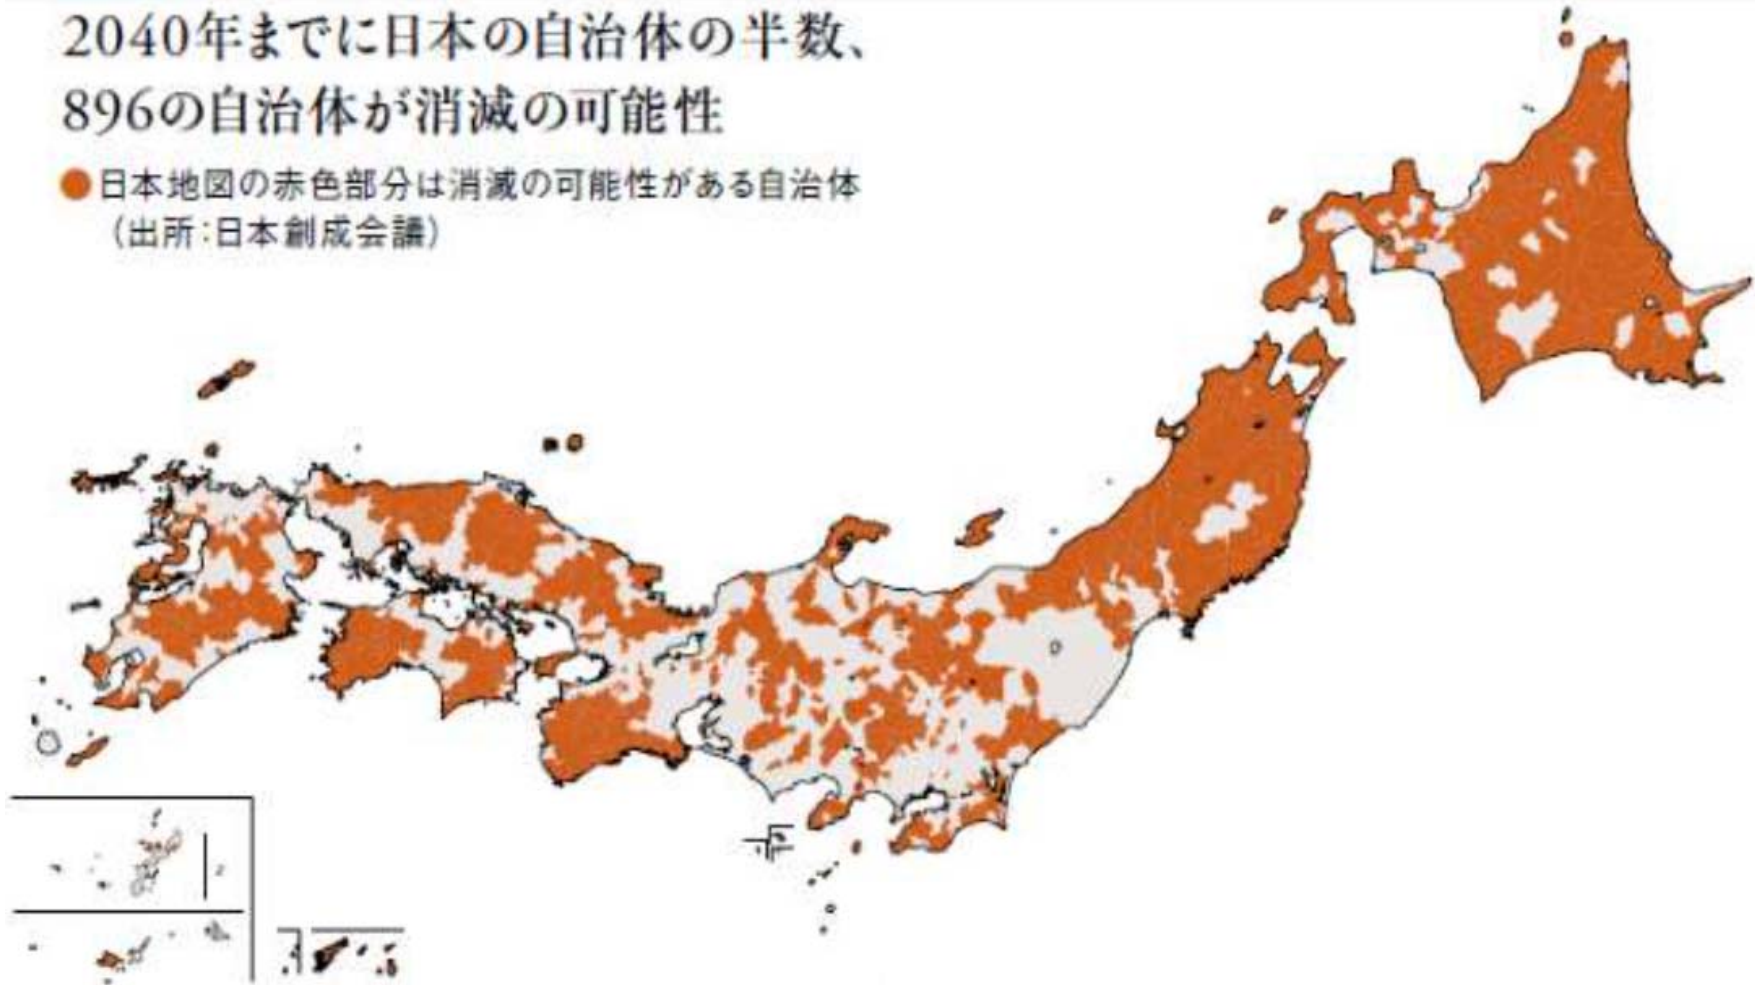 2040年までに日本の自治体の半数、
896の自治体が消滅の可能性
●日本地図の赤色部分は消滅の可能性がある自治体
（出所：日本創成会議）